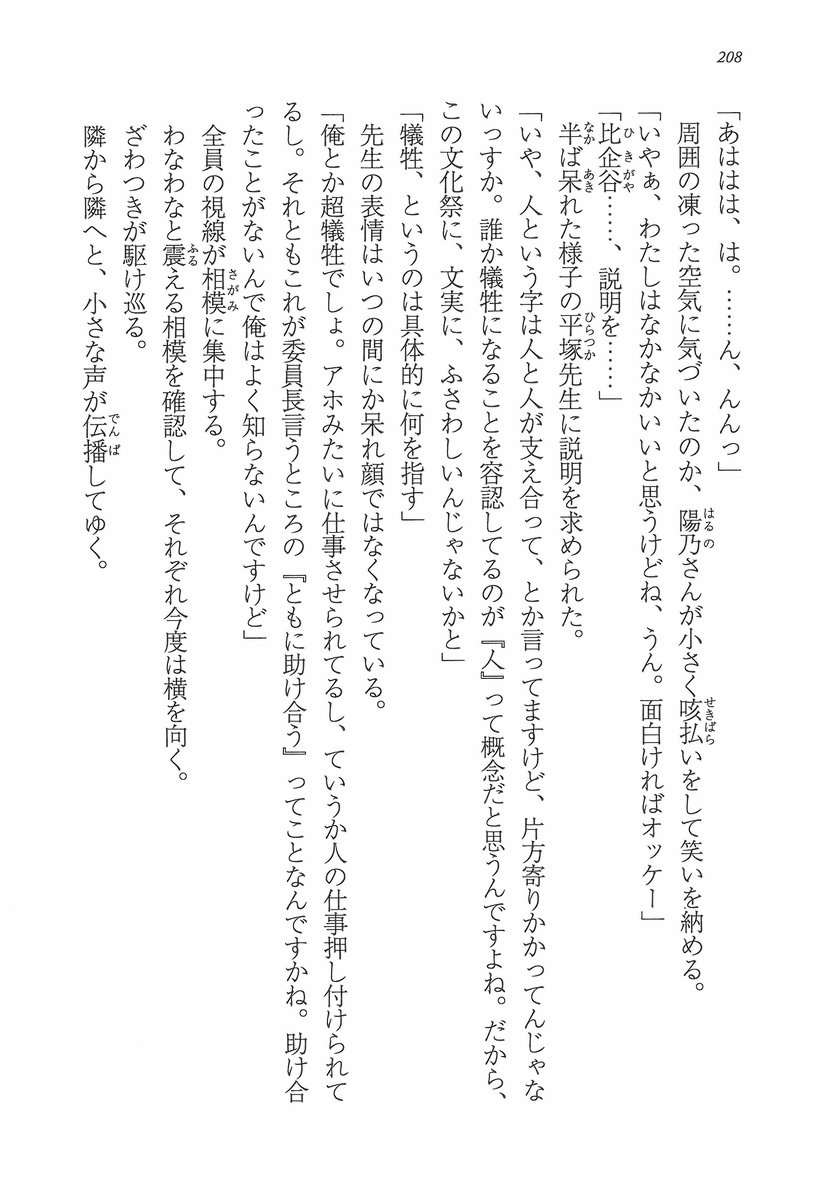 208
「あははは、は。……ん、んんっ」
周囲の凍った空気に気づいたのか、陽乃さんが小さく咳払いをして笑いを納める。
「いやぁ、わたしはなかなかいいと思うけどね、うん。面白ければオッケー」
「比企谷……、説明を……」
半ば呆れた様子の平塚先生に説明を求められた。
「いや、人という字は人と人が支え合って、とか言ってますけど、片方寄りかかってんじゃな
いっすか。誰か犠牲になることを容認してるのが『人』って概念だと思うんですよね。だから、
この文化祭に、文実に、ふさわしいんじゃないかと」
「犠牲、というのは具体的に何を指す」
先生の表情はいつの間にか呆れ顔ではなくなっている。
「俺とか超犠牲でしょ。アホみたいに仕事させられてるし、ていうか人の仕事押し付けられて
るし。それともこれが委員長言うところの『ともに助け合う』ってことなんですかね。助け合
ったことがないんで俺はよく知らないんですけど」
全員の視線が相模に集中する。
わなわなと震える相模を確認して、それぞれ今度は横を向く。
ざわつきが駆け巡る。
隣から隣へと、小さな声が伝播してゆく。